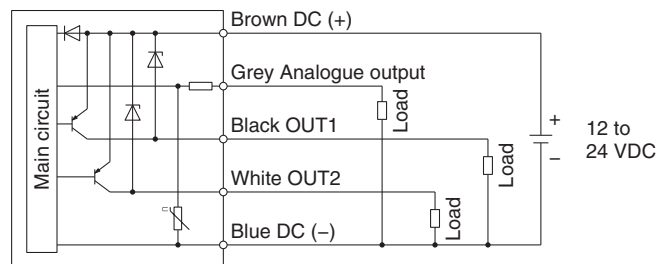 Main circuit
Brown DC (+)
Grey Analogue output
Load
Black OUT1
Load
White OUT2
Load
Blue DC (−)
+
−
12 to
24 VDC